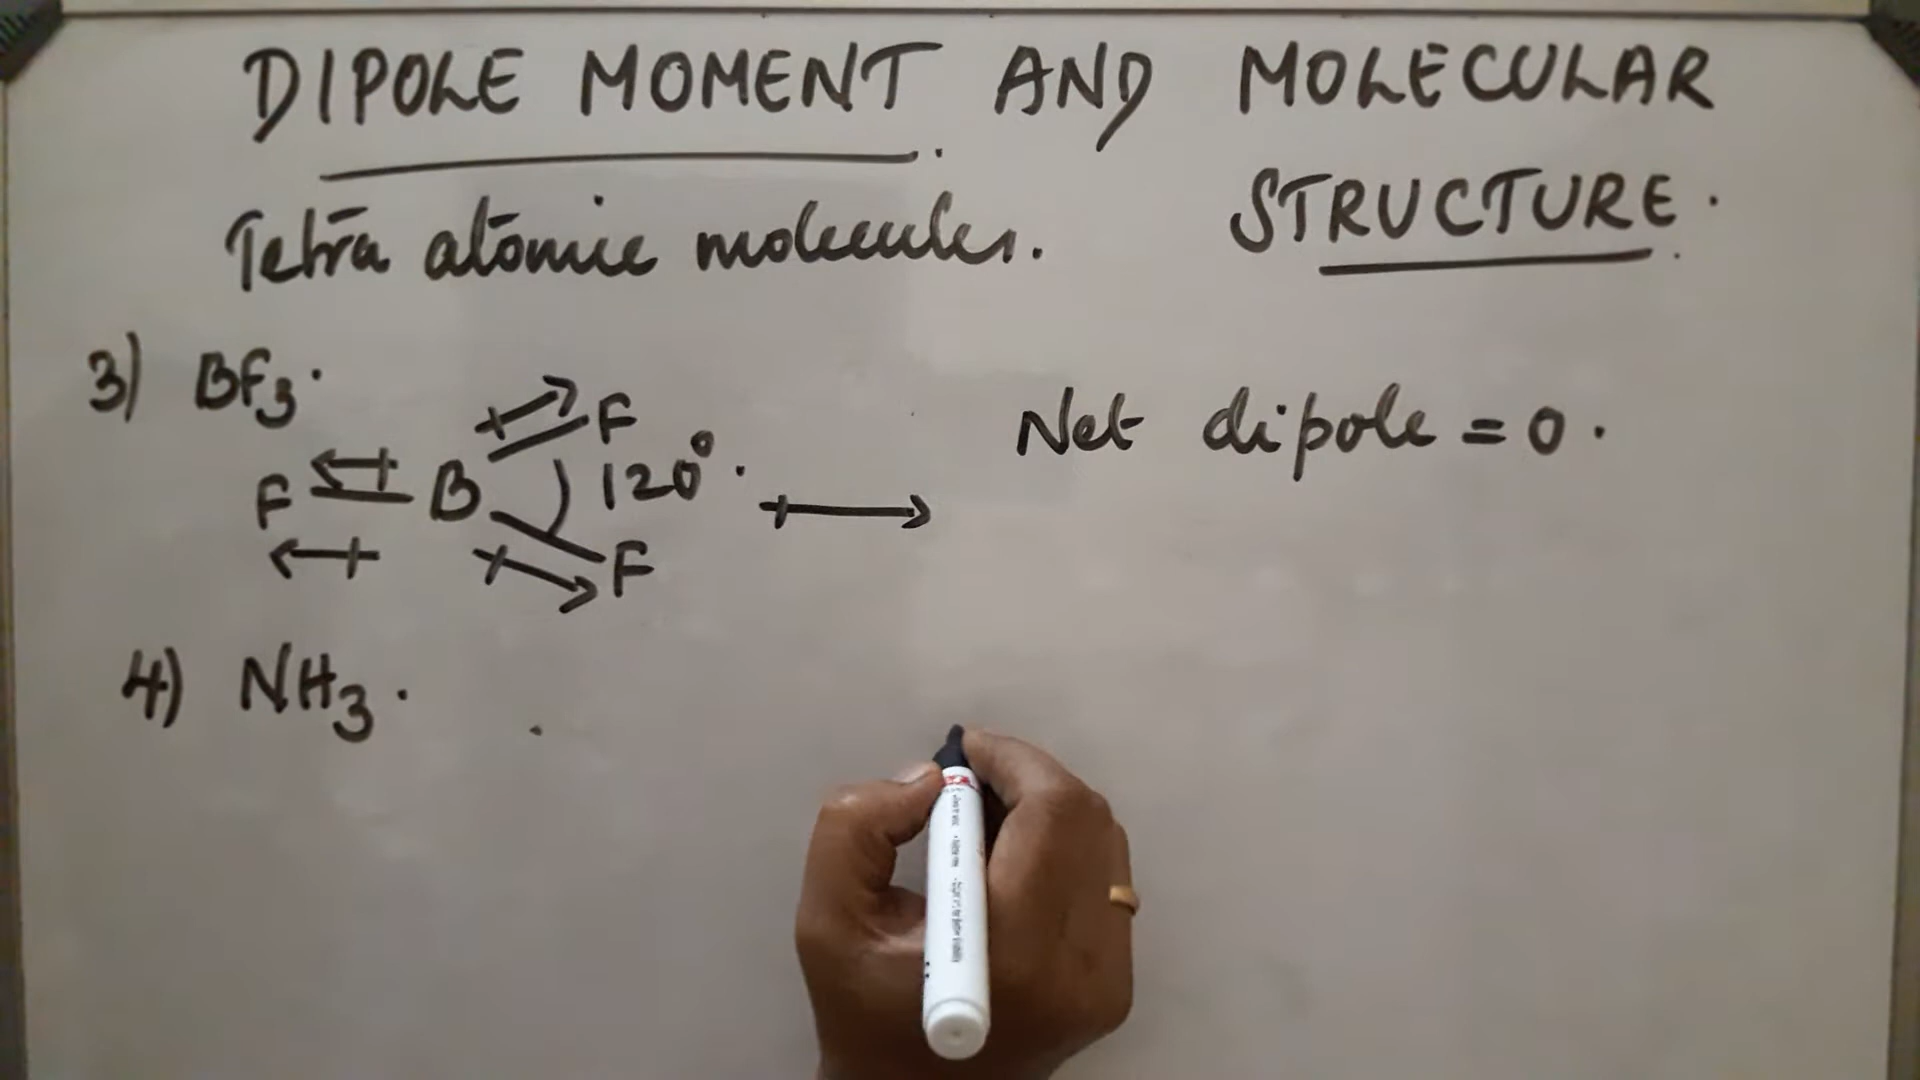 DIPOLE MOMENT AND MOLECULAR
STRUCTURE.
Tetra atomic molecules.
3) BF3.
F B F
120°.
F
Net dipole = 0.
4) NH3.